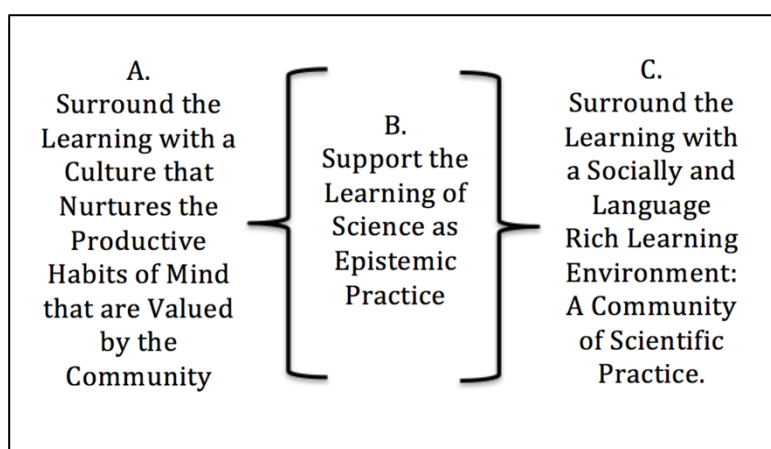 A.
Surround the
Learning with a
Culture that
Nurtures the
Productive
Habits of Mind
that are Valued
by the
Community
B.
Support the
Learning of
Science as
Epistemic
Practice
C.
Surround the
Learning with
a Socially and
Language
Rich Learning
Environment:
A Community
of Scientific
Practice.